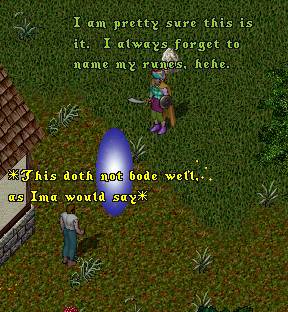 I am pretty sure this is
it. I always forget to
name my runes, hehe.
*This doth not bode well,
as Ima would say*